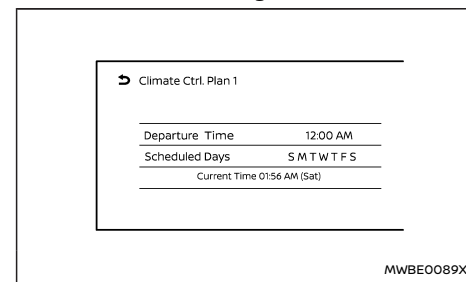 Climate Ctrl. Plan 1
Departure Time 12:00 AM
Scheduled Days S M T W T F S
Current Time 01:56 AM (Sat)
MWBE0089X